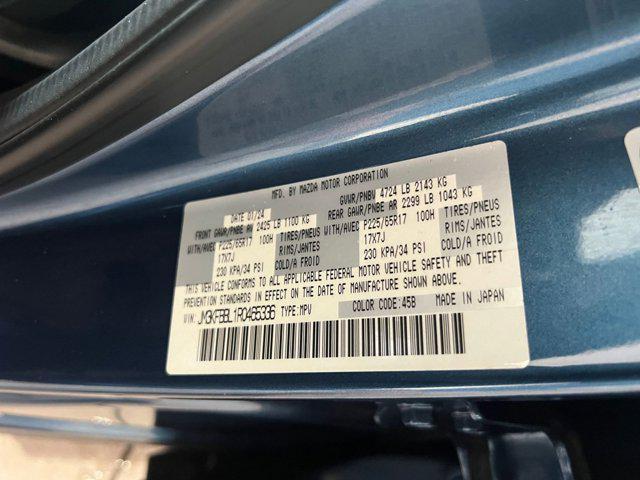 MFD. BY MAZDA MOTOR CORPORATION
DATE 01/24 GVWR/PNBV 4724 LB 2143 KG
FRONT GAWR/PNBE AV 2425 LB 1100 KG REAR GAWR/PNBE AR 2299 LB 1043 KG
WITH/AVEC P225/65R17 100H TIRES/PNEUS WITH/AVEC P225/65R17 100H TIRES/PNEUS
17X7J RIMS/JANTES 17X7J RIMS/JANTES
230 KPA/34 PSI COLD/A FROID 230 KPA/34 PSI COLD/A FROID
THIS VEHICLE CONFORMS TO ALL APPLICABLE FEDERAL MOTOR VEHICLE SAFETY AND THEFT
PREVENTION STANDARDS IN EFFECT ON THE DATE OF MANUFACTURE SHOWN ABOVE.
VIN: JM3KFBBL1R0465336 TYPE: MPV COLOR CODE: 45B MADE IN JAPAN